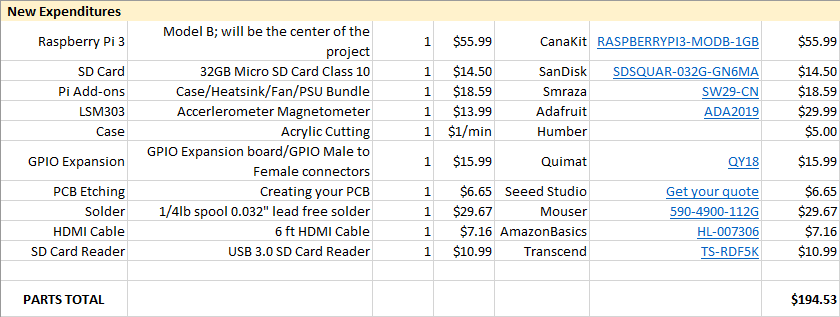 New Expenditures
Raspberry Pi 3 Model B; will be the center of the project 1 $55.99 CanaKit RASPBERRYPI3-MODB-1GB $55.99
SD Card 32GB Micro SD Card Class 10 1 $14.50 SanDisk SDSQUAR-032G-GN6MA $14.50
Pi Add-ons Case/Heatsink/Fan/PSU Bundle 1 $18.59 Smraza SW29-CN $18.59
LSM303 Accerlerometer Magnetometer 1 $13.99 Adafruit ADA2019 $29.99
Case Acrylic Cutting 1 $1/min Humber $5.00
GPIO Expansion GPIO Expansion board/GPIO Male to Female connectors 1 $15.99 Quimat QY18 $15.99
PCB Etching Creating your PCB 1 $6.65 Seeed Studio Get your quote $6.65
Solder 1/4lb spool 0.032" lead free solder 1 $29.67 Mouser 590-4900-112G $29.67
HDMI Cable 6 ft HDMI Cable 1 $7.16 AmazonBasics HL-007306 $7.16
SD Card Reader USB 3.0 SD Card Reader 1 $10.99 Transcend TS-RDF5K $10.99
PARTS TOTAL $194.53